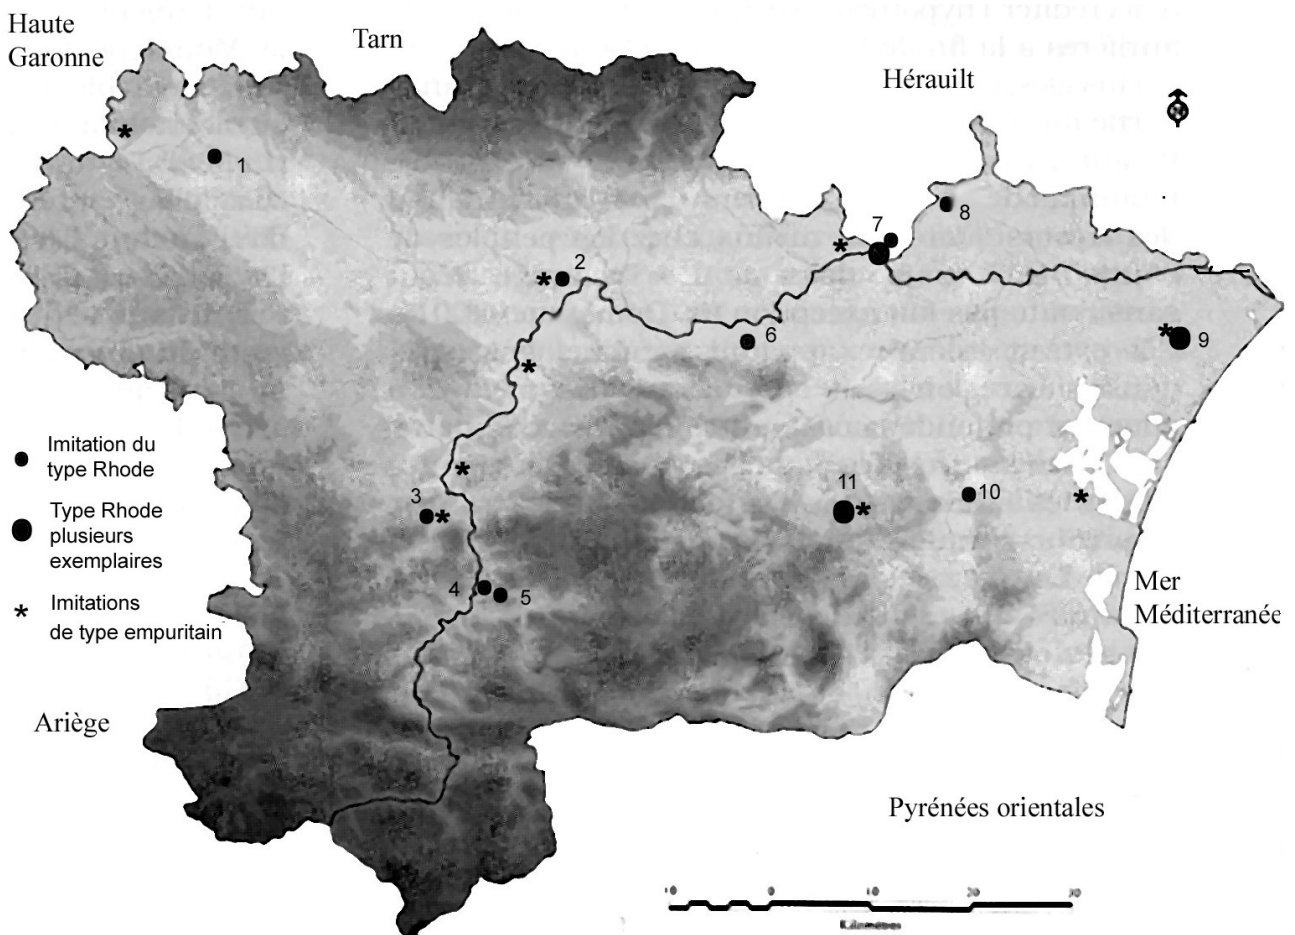 Haute
Garonne
Tarn
Hérauilt
1
2
3
4
5
6
7
8
9
10
11
Imitation du
type Rhode
Type Rhode
plusieurs
exemplaires
* Imitations
de type empuritain
Mer
Méditerranée
Ariège
Pyrénées orientales
10 0 10 20 30
Kilomètres